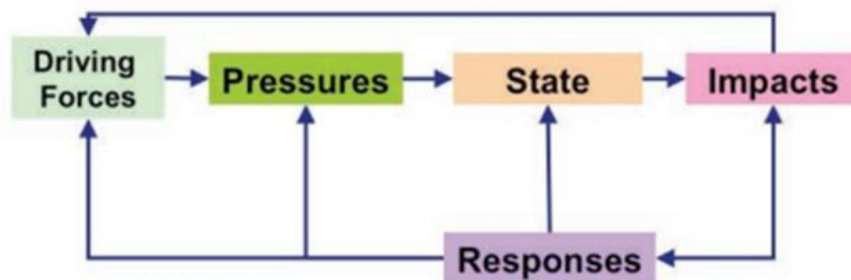 Driving
Forces
Pressures
State
Impacts
Responses